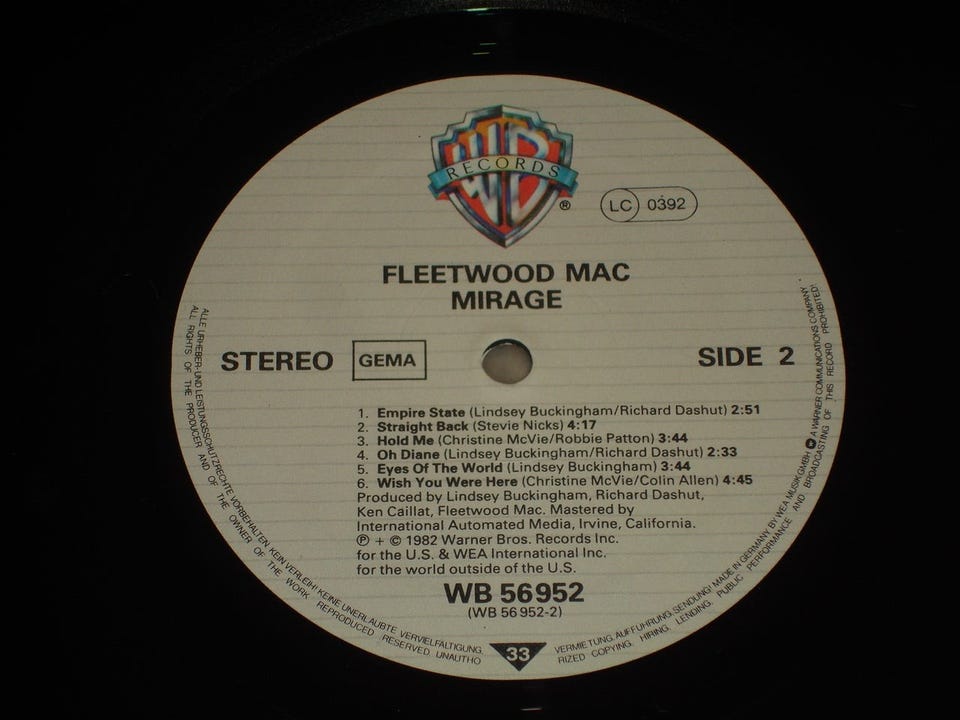 WB
RECORDS
®
LC 0392
FLEETWOOD MAC
MIRAGE
STEREO GEMA SIDE 2
1. Empire State (Lindsey Buckingham/Richard Dashut) 2:51
2. Straight Back (Stevie Nicks) 4:17
3. Hold Me (Christine McVie/Robbie Patton) 3:44
4. Oh Diane (Lindsey Buckingham/Richard Dashut) 2:33
5. Eyes Of The World (Lindsey Buckingham) 3:44
6. Wish You Were Here (Christine McVie/Colin Allen) 4:45
Produced by Lindsey Buckingham, Richard Dashut,
Ken Caillat, Fleetwood Mac. Mastered by
International Automated Media, Irvine, California.
℗ + © 1982 Warner Bros. Records Inc.
for the U.S. & WEA International Inc.
for the world outside of the U.S.
WB 56 952
(WB 56 952-2)
33
ALLE URHEBER- UND LEISTUNGSSCHUTZRECHTE VORBEHALTEN. KEIN VERLEIH! KEINE UNERLAUBTE VERVIELFÄLTIGUNG, VERMIETUNG, AUFFÜHRUNG, SENDUNG! MADE IN GERMANY BY WEA MUSIK GMBH A WARNER COMMUNICATIONS COMPANY
ALL RIGHTS OF THE PRODUCER AND OF THE OWNER OF THE WORK REPRODUCED RESERVED. UNAUTHORIZED COPYING, HIRING, LENDING, PUBLIC PERFORMANCE AND BROADCASTING OF THIS RECORD PROHIBITED!